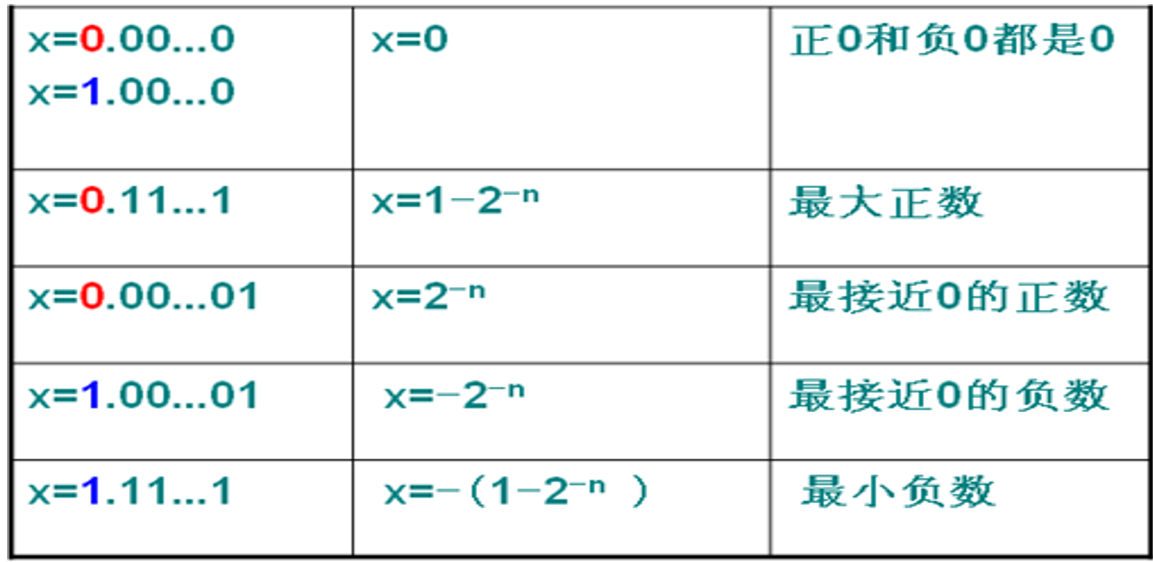 x=0.00...0 x=0 正0和负0都是0
x=1.00...0
x=0.11...1 x=1-2⁻ⁿ 最大正数
x=0.00...01 x=2⁻ⁿ 最接近0的正数
x=1.00...01 x=-2⁻ⁿ 最接近0的负数
x=1.11...1 x=-(1-2⁻ⁿ ) 最小负数